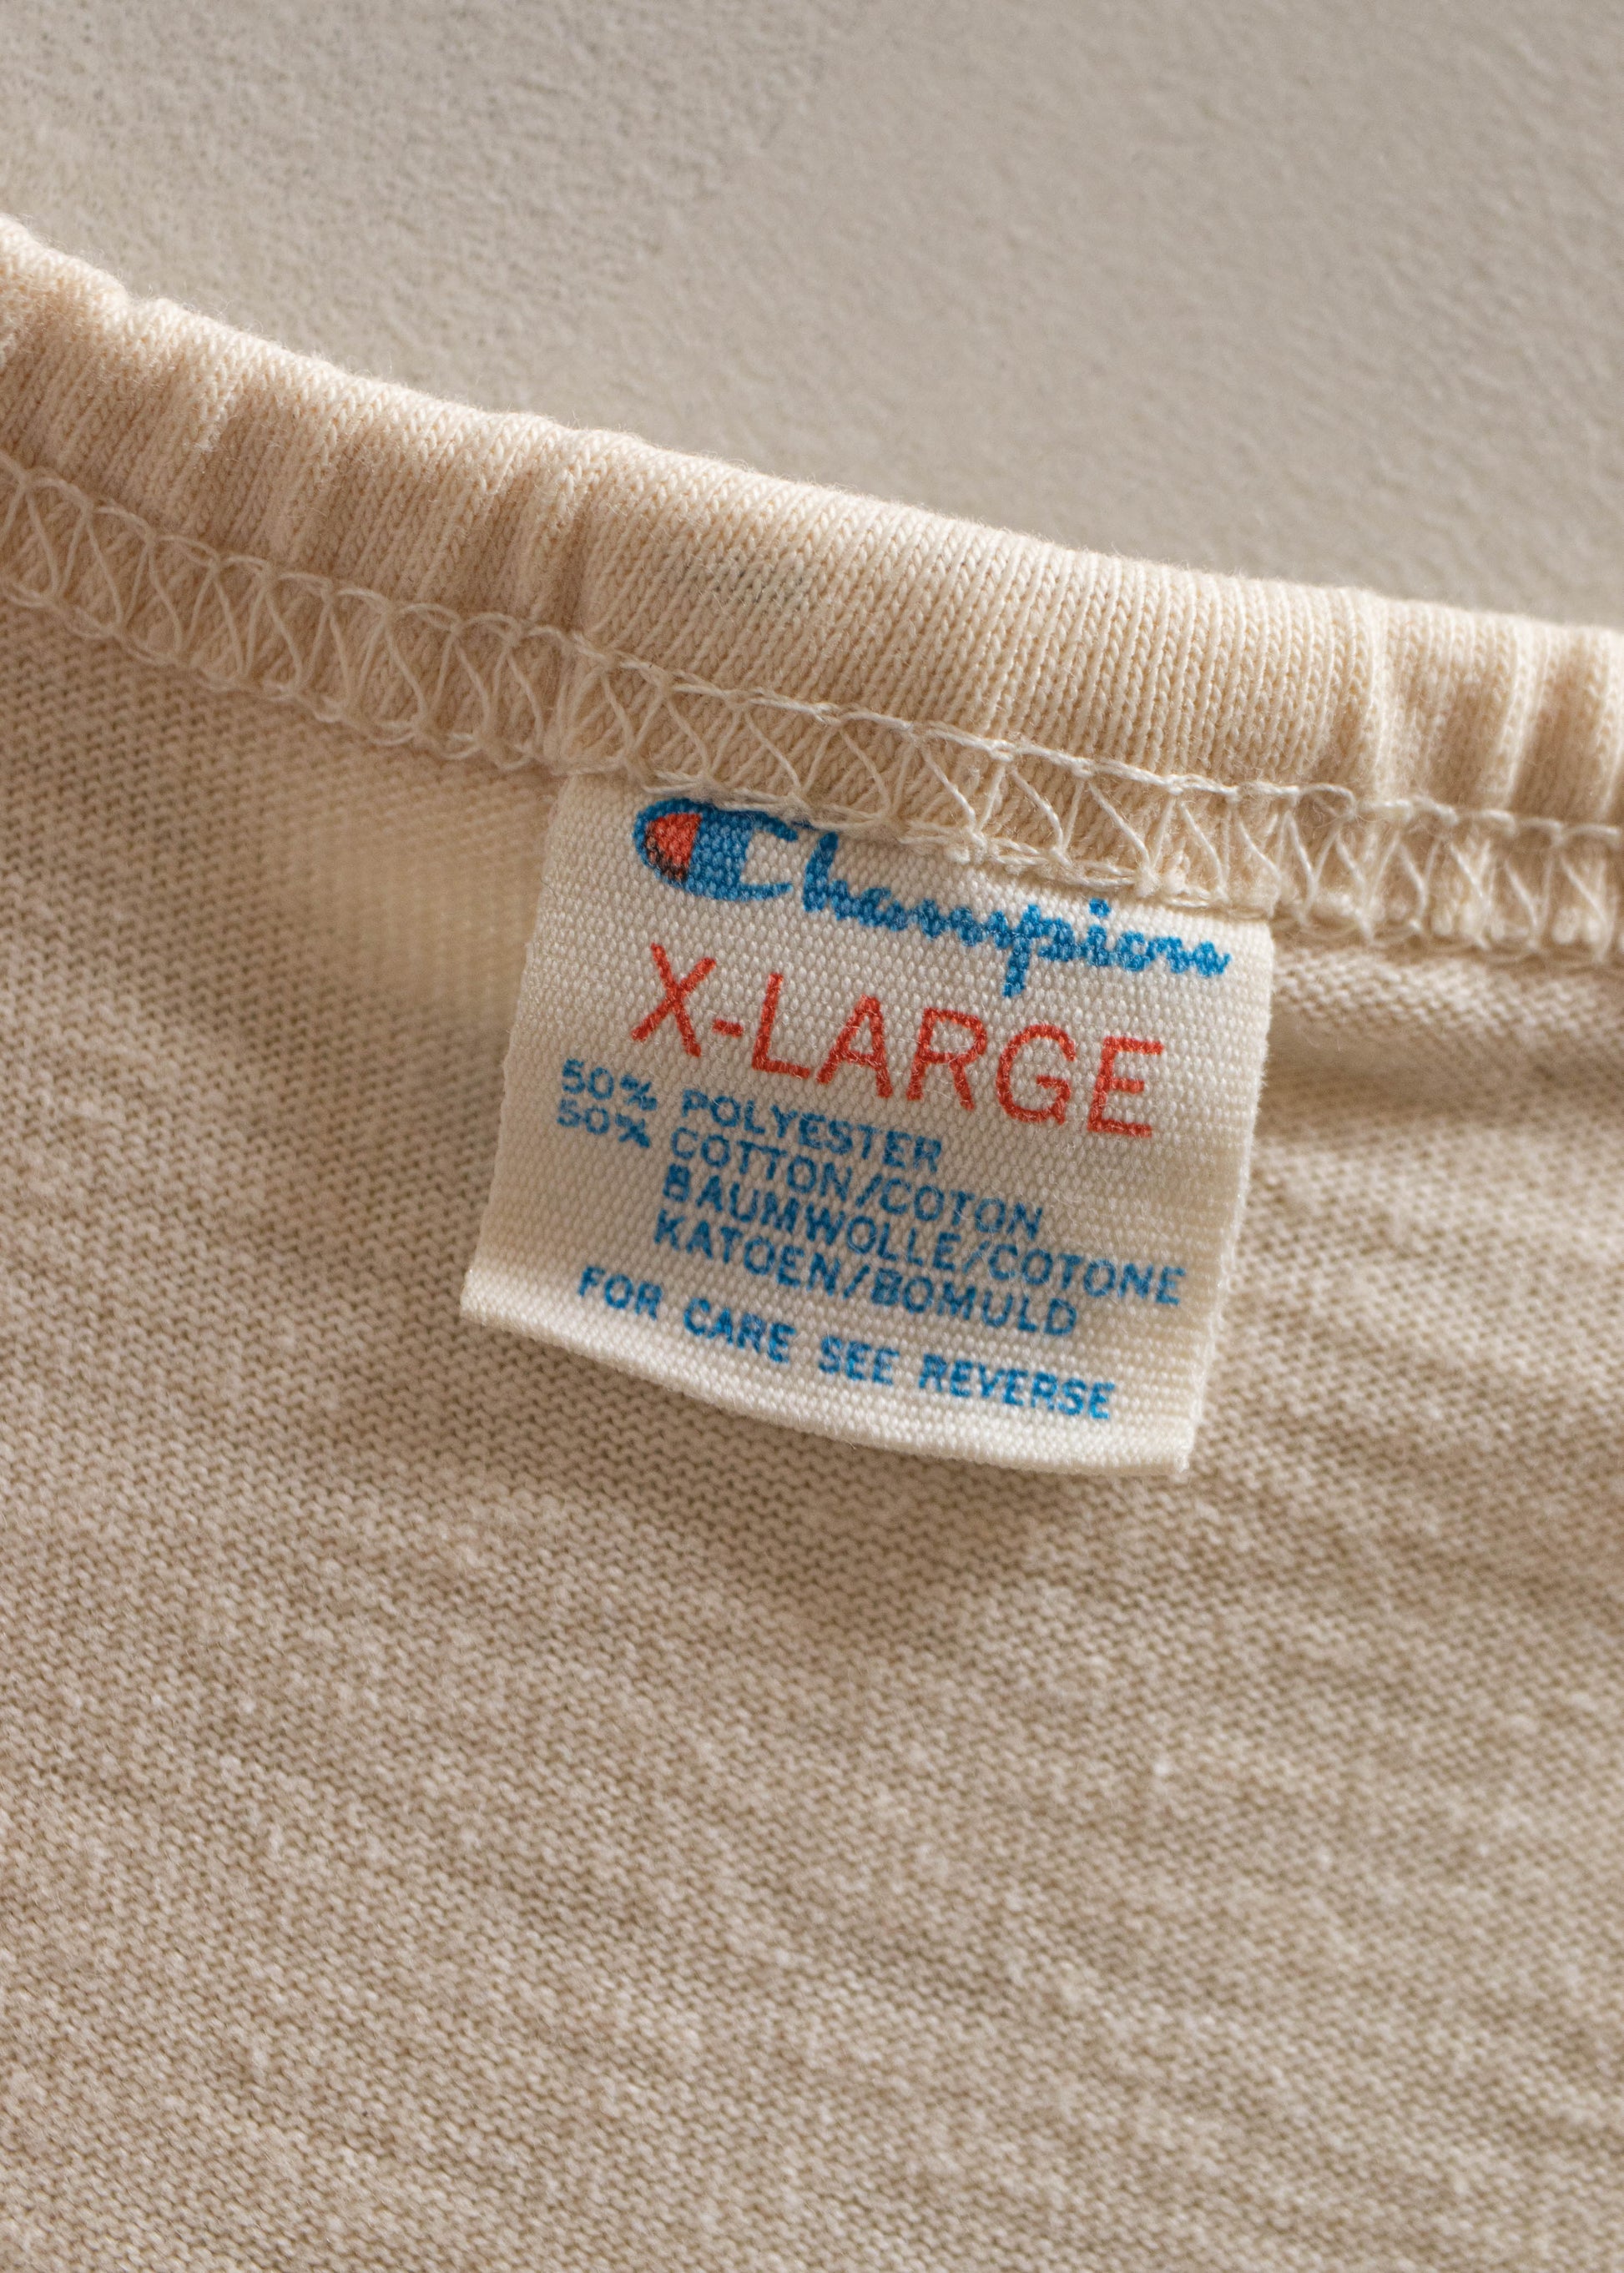 Champion
X-LARGE
50% POLYESTER
50% COTTON/COTON
BAUMWOLLE/COTONE
KATOEN/BOMULD
FOR CARE SEE REVERSE